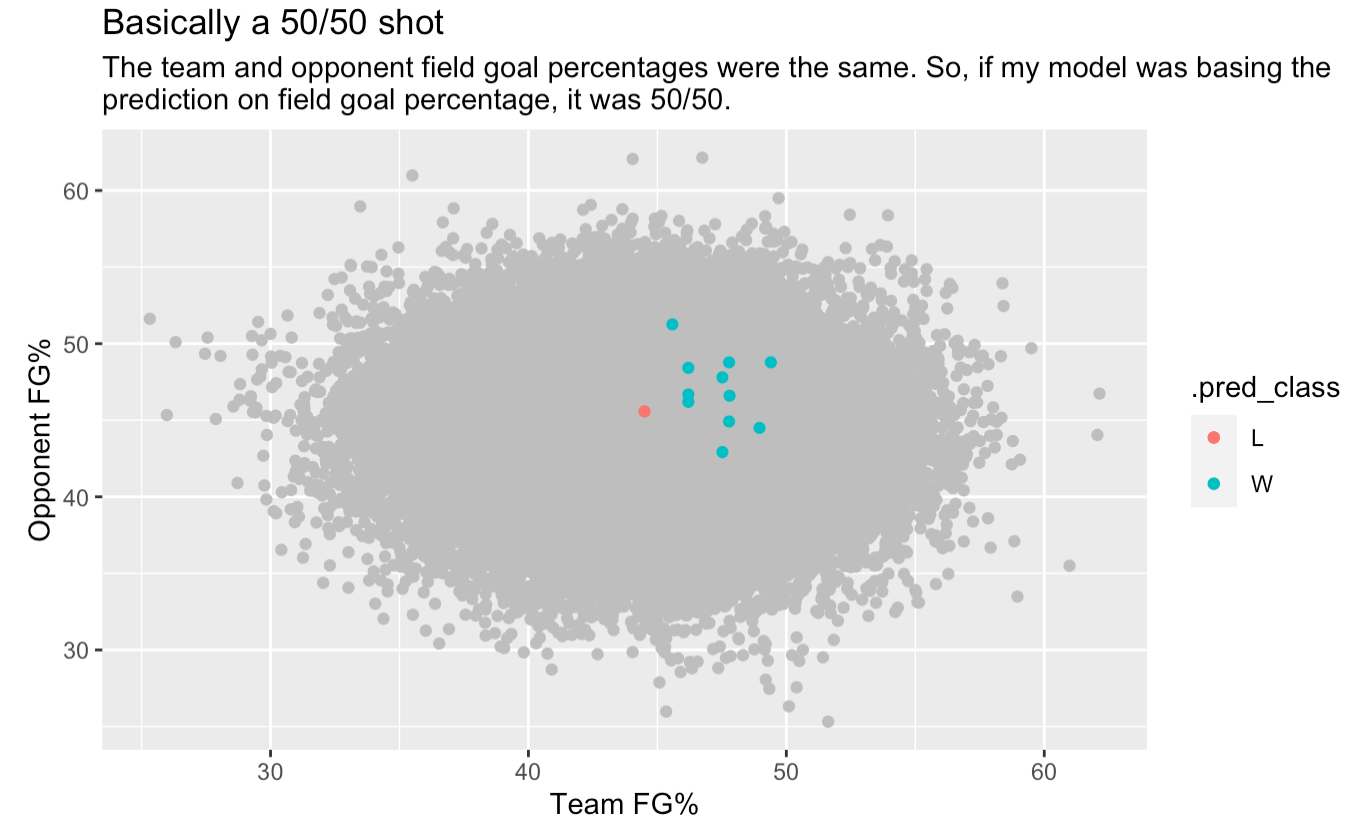 Basically a 50/50 shot
The team and opponent field goal percentages were the same. So, if my model was basing the
prediction on field goal percentage, it was 50/50.
60
50
40
30
Opponent FG%
30
40
50
60
Team FG%
.pred_class
L
W